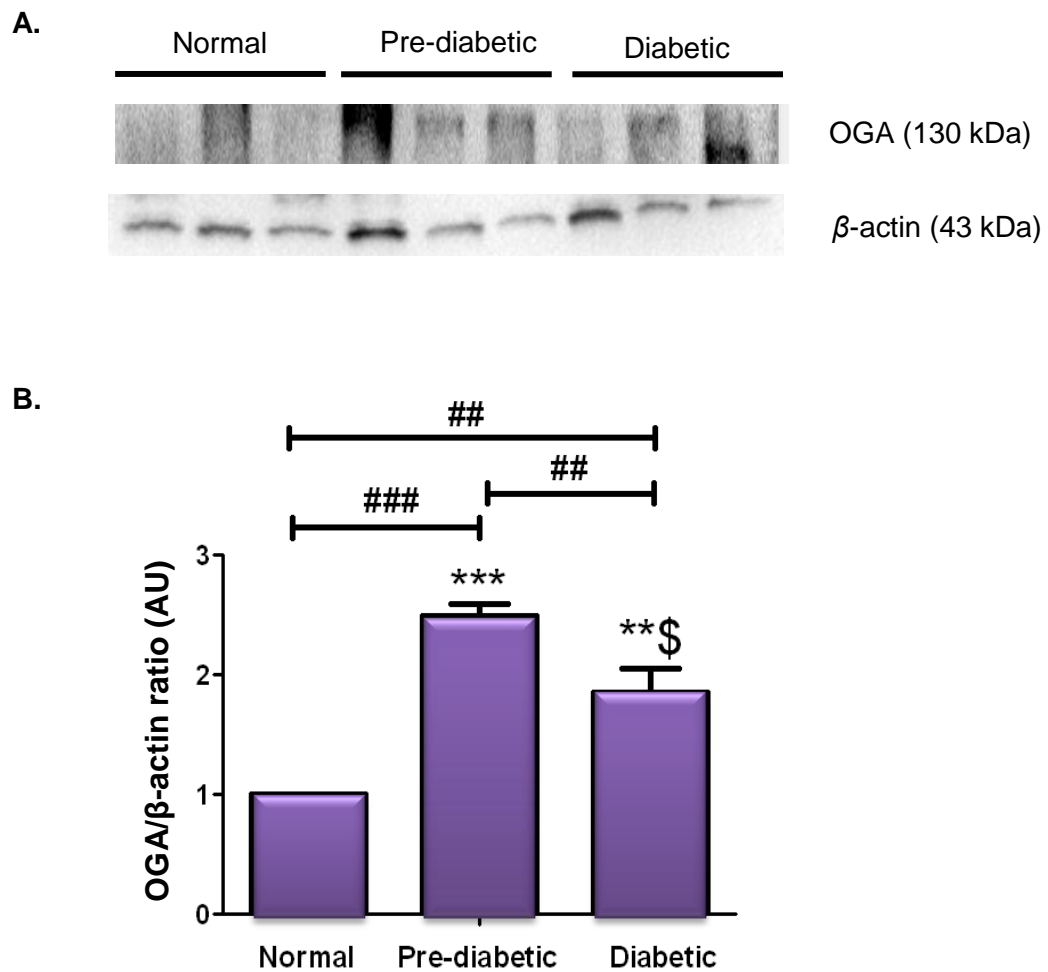 A.
Normal Pre-diabetic Diabetic
OGA (130 kDa)
β-actin (43 kDa)
B.
##
##
###
3
***
**$
2
1
0
OGA/β-actin ratio (AU)
Normal Pre-diabetic Diabetic